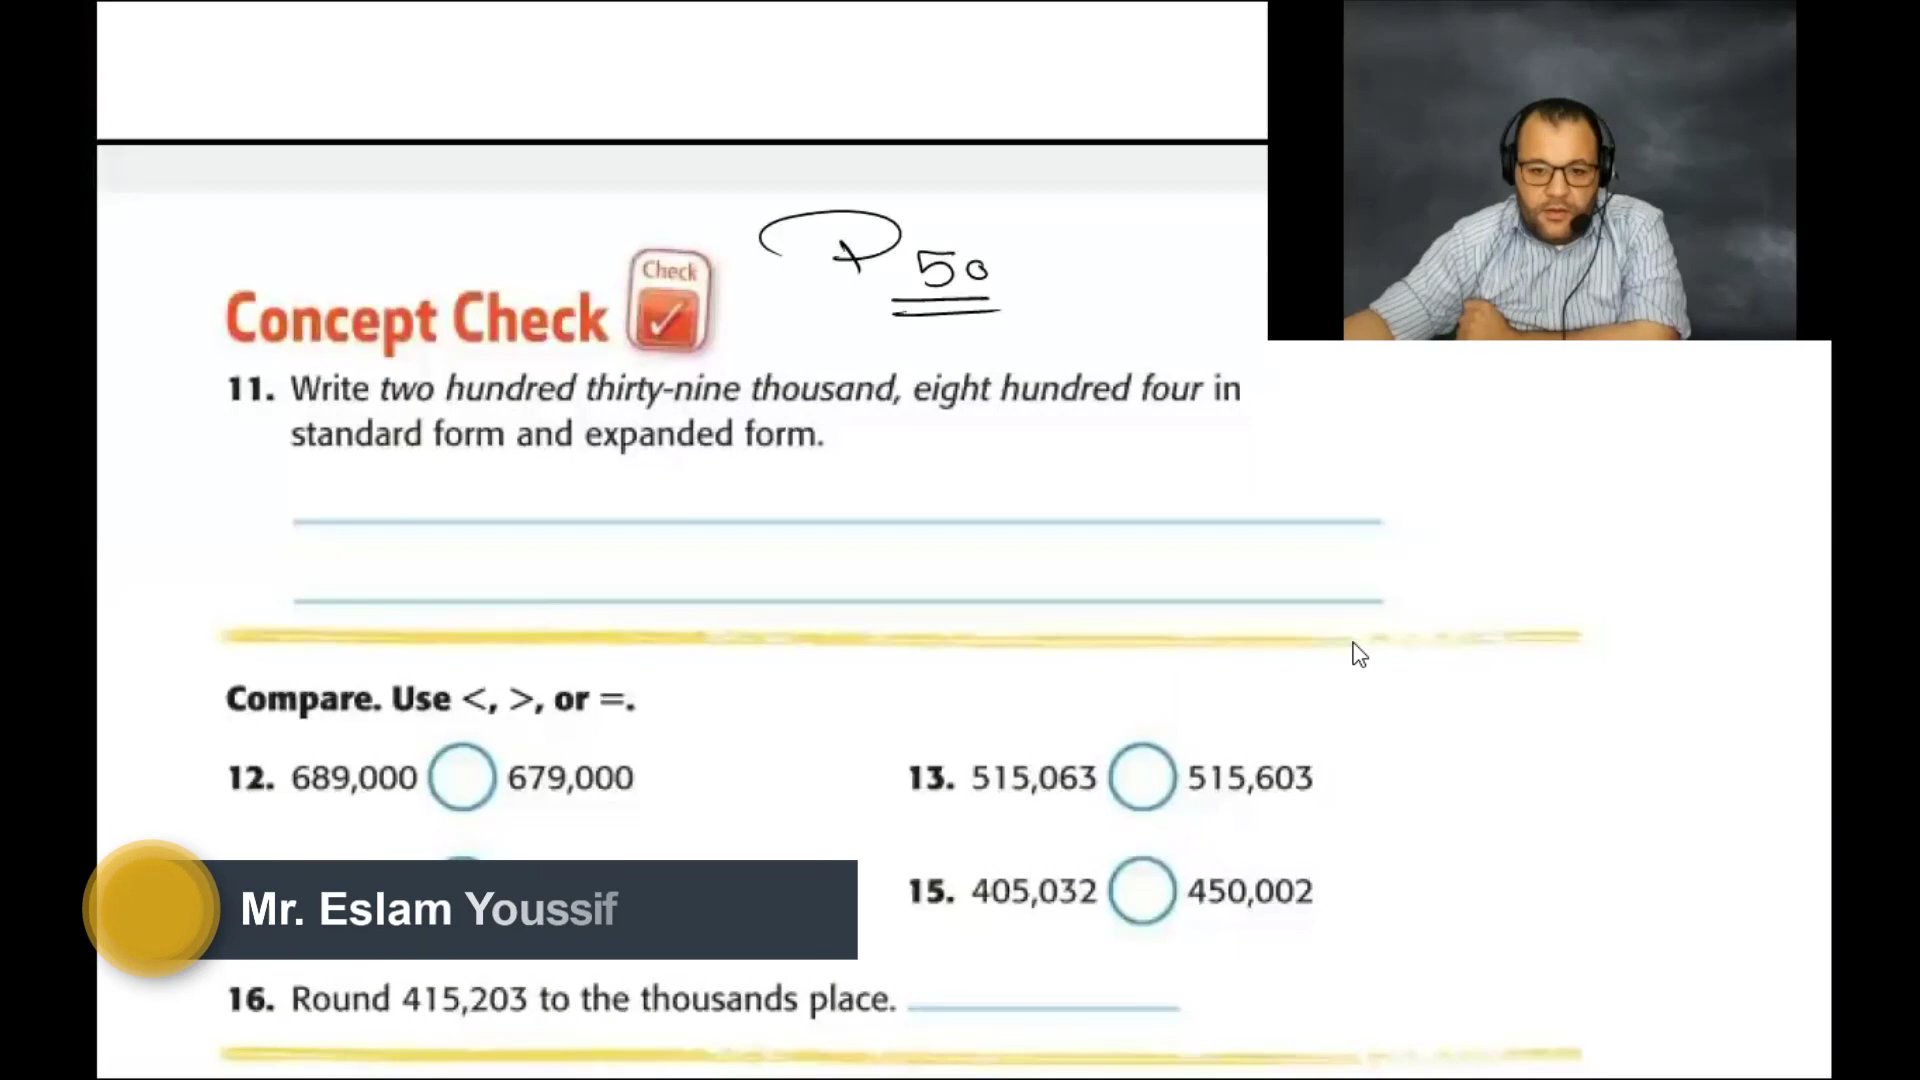 P 50
Check
Concept Check
11. Write two hundred thirty-nine thousand, eight hundred four in
standard form and expanded form.
Compare. Use <, >, or =.
12. 689,000 679,000
13. 515,063 515,603
15. 405,032 450,002
Mr. Eslam Youssif
16. Round 415,203 to the thousands place.